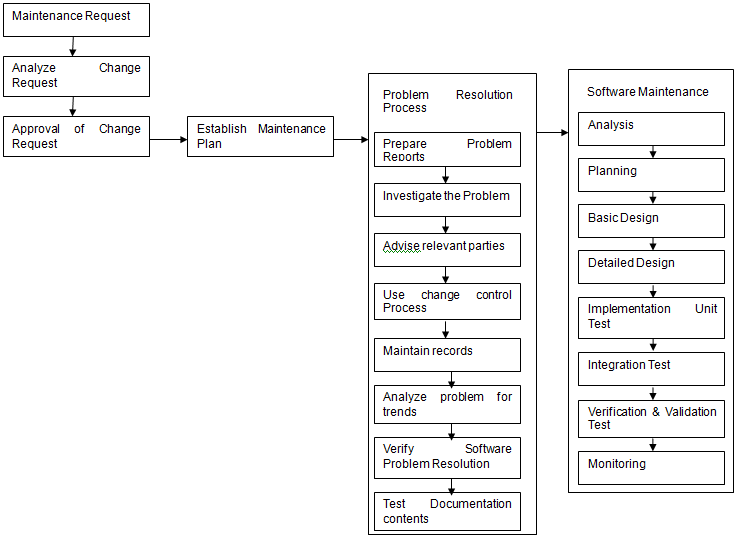 Maintenance Request
Analyze Change
Request
Approval of Change
Request
Establish Maintenance
Plan
Problem Resolution
Process
Prepare Problem
Reports
Investigate the Problem
Advise relevant parties
Use change control
Process
Maintain records
Analyze problem for
trends
Verify Software
Problem Resolution
Test Documentation
contents
Software Maintenance
Analysis
Planning
Basic Design
Detailed Design
Implementation Unit
Test
Integration Test
Verification & Validation
Test
Monitoring